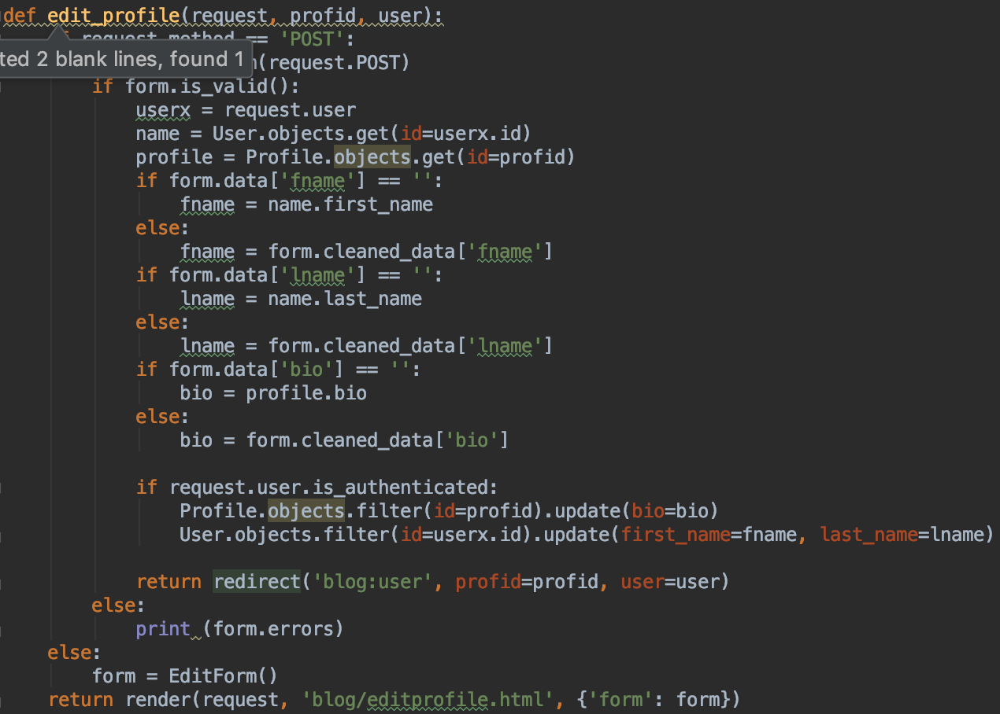 def edit_profile(request, profid, user):
request.method == 'POST':
ted 2 blank lines, found 1
(request.POST)
if form.is_valid():
userx = request.user
name = User.objects.get(id=userx.id)
profile = Profile.objects.get(id=profid)
if form.data['fname'] == '':
fname = name.first_name
else:
fname = form.cleaned_data['fname']
if form.data['lname'] == '':
lname = name.last_name
else:
lname = form.cleaned_data['lname']
if form.data['bio'] == '':
bio = profile.bio
else:
bio = form.cleaned_data['bio']
if request.user.is_authenticated:
Profile.objects.filter(id=profid).update(bio=bio)
User.objects.filter(id=userx.id).update(first_name=fname, last_name=lname)
return redirect('blog:user', profid=profid, user=user)
else:
print (form.errors)
else:
form = EditForm()
return render(request, 'blog/editprofile.html', {'form': form})